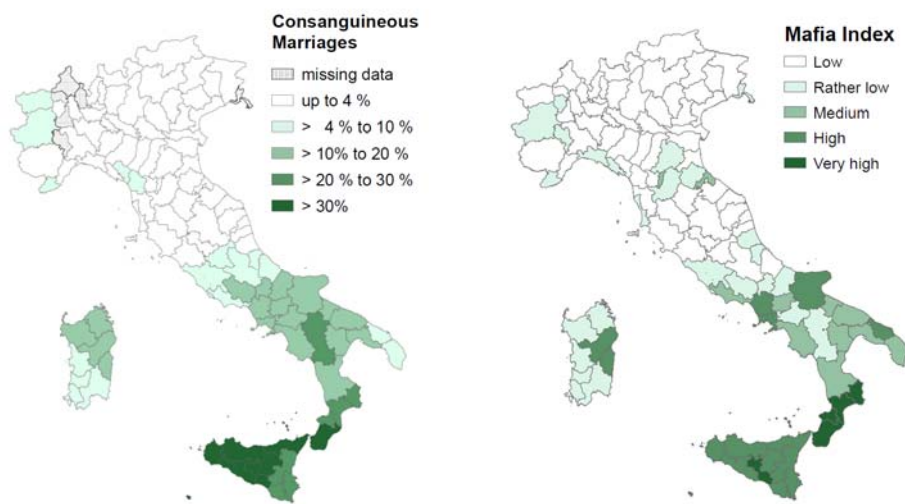 Consanguineous
Marriages
missing data
up to 4 %
> 4 % to 10 %
> 10% to 20 %
> 20 % to 30 %
> 30%
Mafia Index
Low
Rather low
Medium
High
Very high